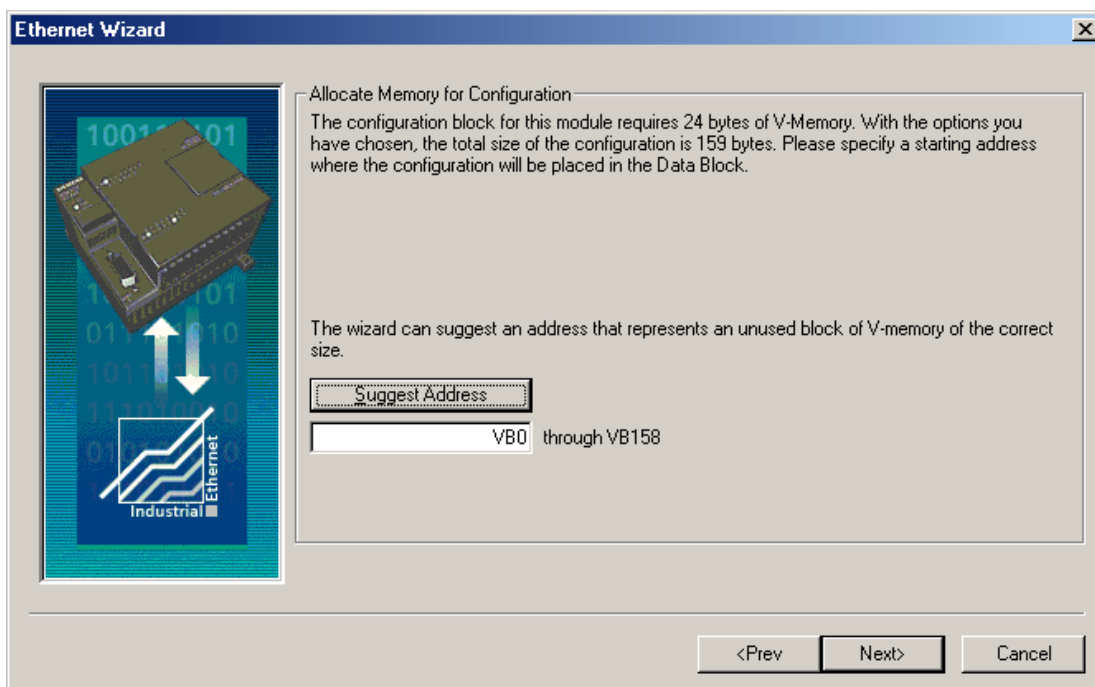 Ethernet Wizard
Allocate Memory for Configuration
The configuration block for this module requires 24 bytes of V-Memory. With the options you
have chosen, the total size of the configuration is 159 bytes. Please specify a starting address
where the configuration will be placed in the Data Block.
The wizard can suggest an address that represents an unused block of V-memory of the correct
size.
Suggest Address
VB0 through VB158
Industrial
Ethernet
<Prev
Next>
Cancel